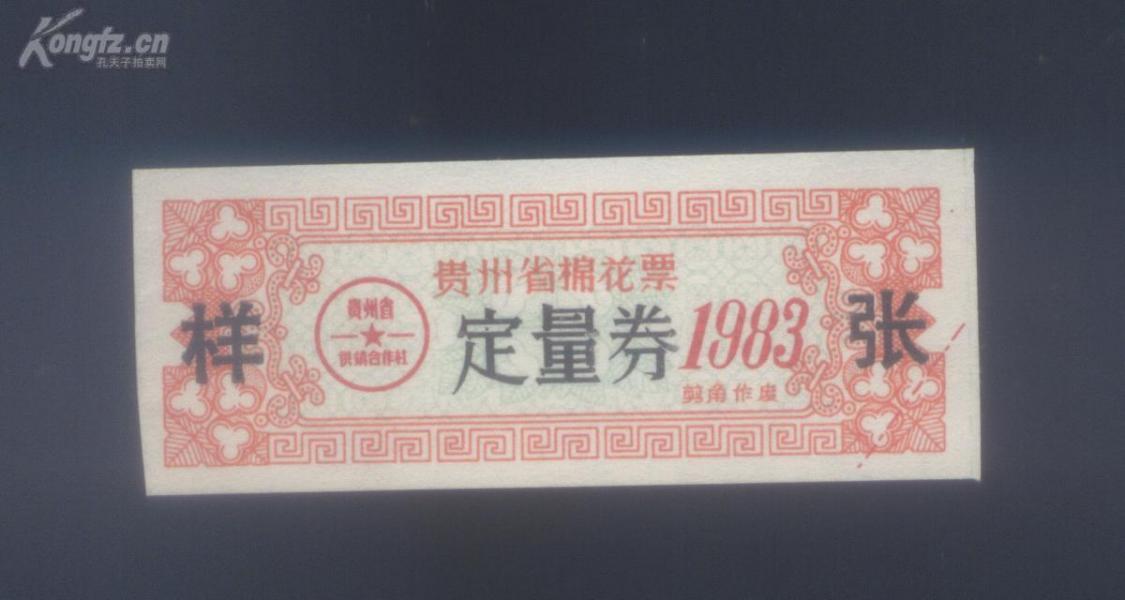 Kongfz.cn
孔夫子拍卖网
贵州省棉花票
样
贵州省
供销合作社
定量券
1983
张
剪角作废